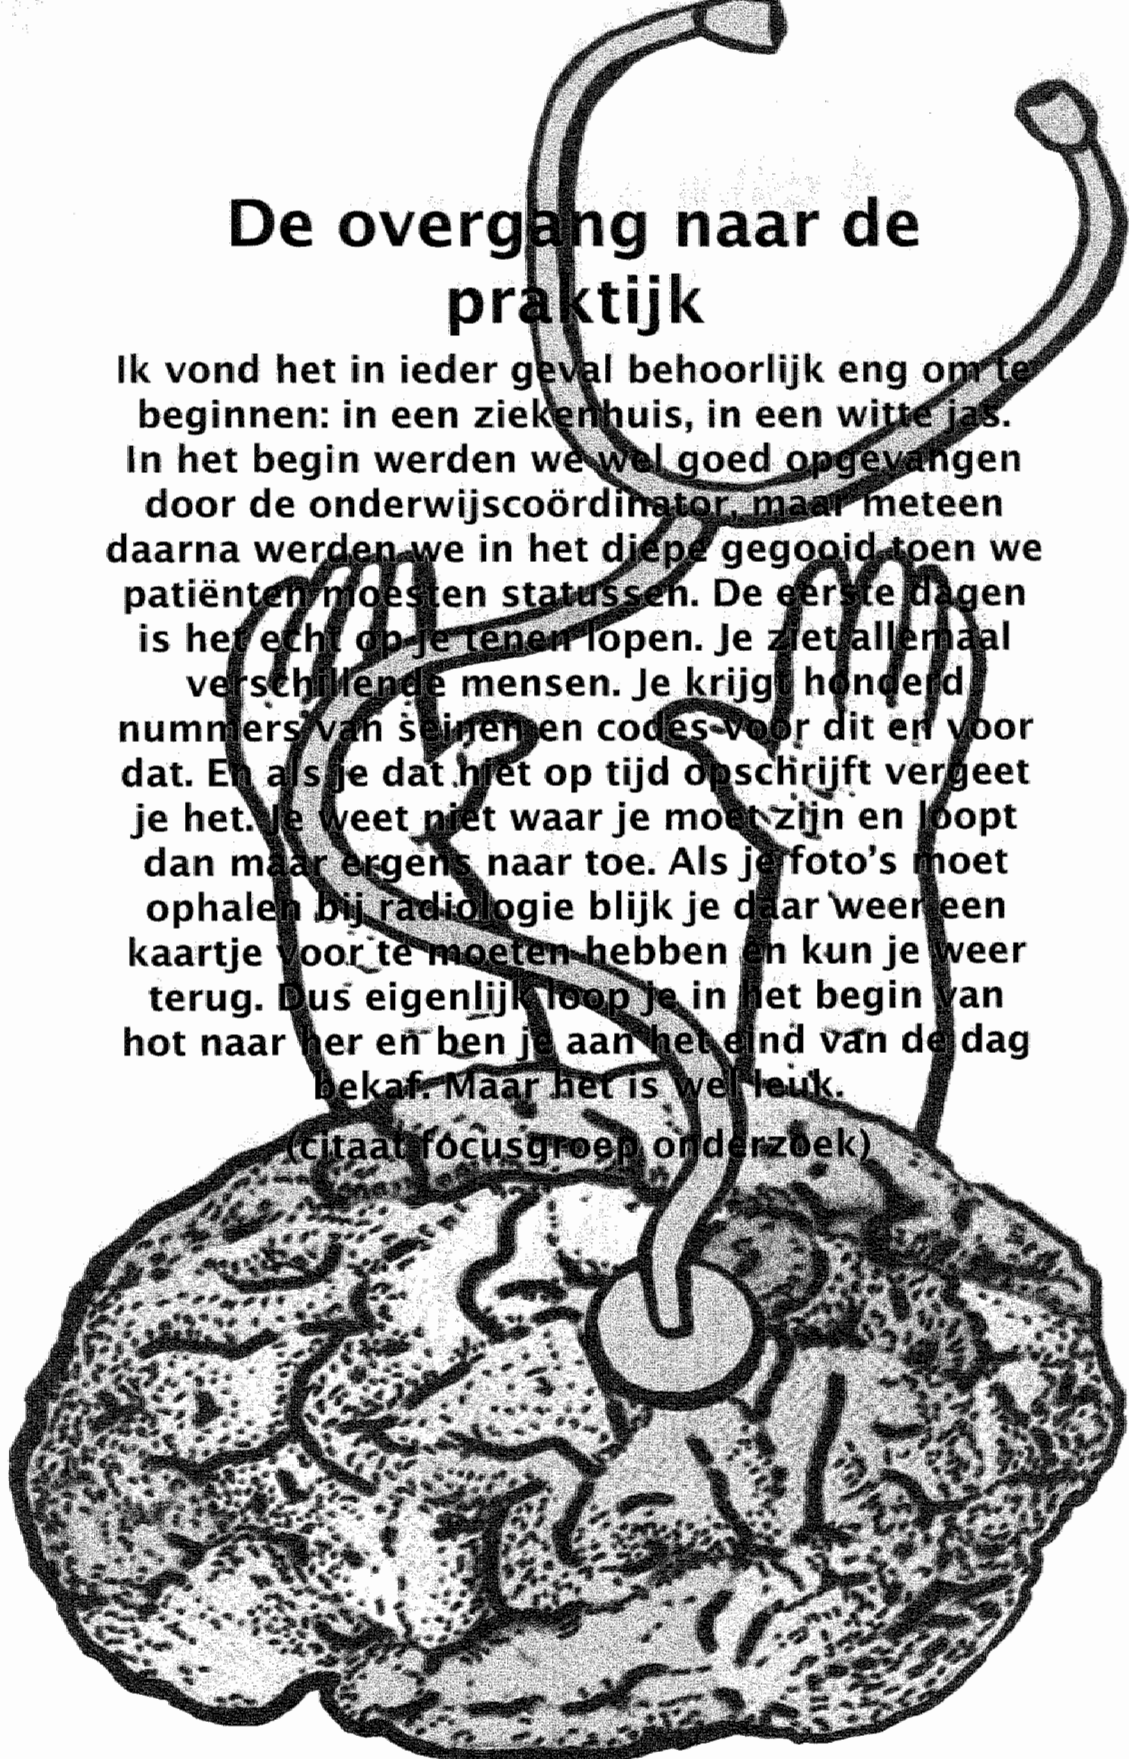 De overgang naar de
praktijk
Ik vond het in ieder geval behoorlijk eng om te
beginnen: in een ziekenhuis, in een witte jas.
In het begin werden we wel goed opgevangen
door de onderwijscoördinator, maar meteen
daarna werden we in het diepe gegooid toen we
patiënten moesten statussen. De eerste dagen
is het echt op je tenen lopen. Je ziet allemaal
verschillende mensen. Je krijgt honderd
nummers van seinen en codes voor dit en voor
dat. En als je dat niet op tijd opschrijft vergeet
je het. Je weet niet waar je moet zijn en loopt
dan maar ergens naar toe. Als je foto's moet
ophalen bij radiologie blijk je daar weer een
kaartje voor te moeten hebben en kun je weer
terug. Dus eigenlijk loop je in het begin van
hot naar her en ben je aan het eind van de dag
bekaf. Maar het is wel leuk.
(citaat focusgroep onderzoek)